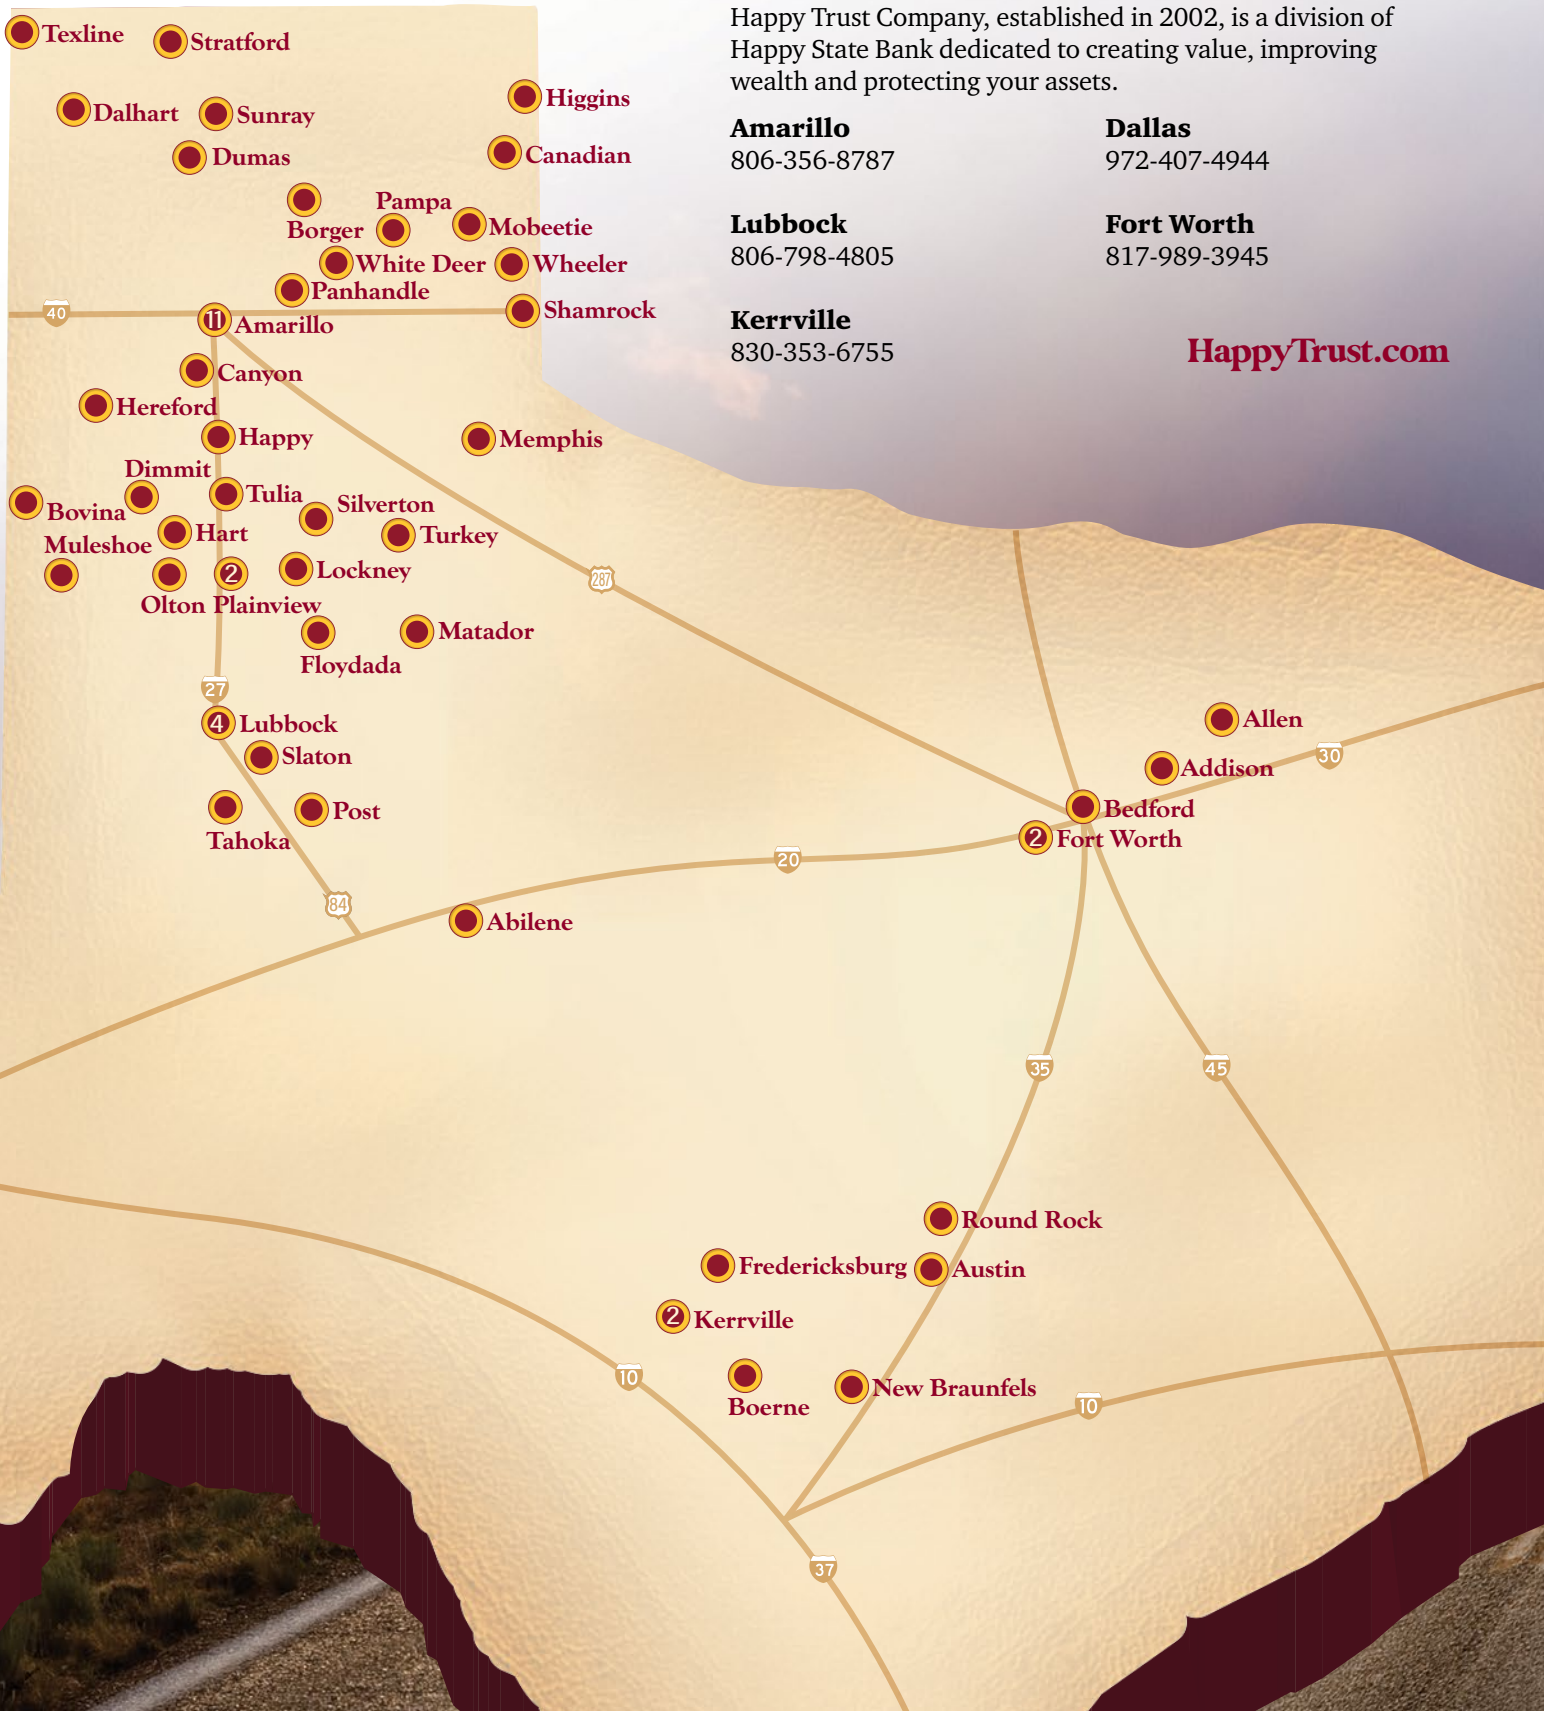 Happy Trust Company, established in 2002, is a division of
Happy State Bank dedicated to creating value, improving
wealth and protecting your assets.
Amarillo
806-356-8787
Dallas
972-407-4944
Lubbock
806-798-4805
Fort Worth
817-989-3945
Kerrville
830-353-6755
HappyTrust.com
Texline
Stratford
Higgins
Dalhart
Sunray
Dumas
Canadian
Pampa
Borger
Mobeetie
White Deer
Wheeler
Panhandle
40
Shamrock
11
Amarillo
Canyon
Hereford
Happy
Memphis
Dimmit
Tulia
Silverton
Bovina
Hart
Turkey
Muleshoe
2
Lockney
287
Olton Plainview
Matador
Floydada
27
4
Lubbock
Allen
Slaton
30
Addison
Post
Bedford
Tahoka
2
Fort Worth
20
84
Abilene
35
45
Round Rock
Fredericksburg
Austin
2
Kerrville
10
New Braunfels
Boerne
10
37